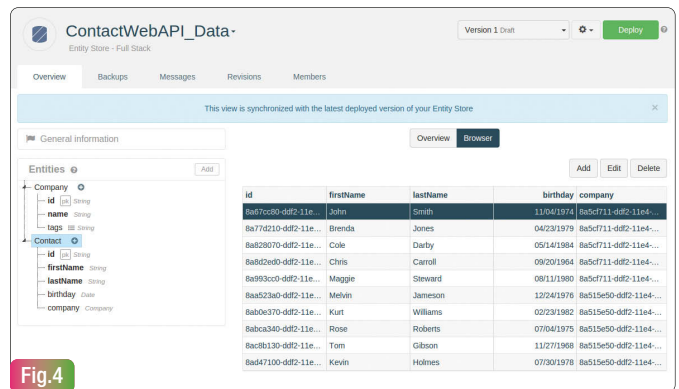 ContactWebAPI_Data
Entity Store - Full Stack
Version 1 Draft
Deploy
Overview Backups Messages Revisions Members
This view is synchronized with the latest deployed version of your Entity Store ×
General information
Overview Browser
Entities Add
Add Edit Delete
Company
id pk String
name String
tags String
Contact
id pk String
firstName String
lastName String
birthday Date
company Company
id firstName lastName birthday company
8a67cc80-ddf2-11e... John Smith 11/04/1974 8a5cf711-ddf2-11e4-...
8a77d210-ddf2-11e... Brenda Jones 04/23/1979 8a5cf711-ddf2-11e4-...
8a828070-ddf2-11e... Cole Darby 05/14/1984 8a5cf711-ddf2-11e4-...
8a8d2ed0-ddf2-11e... Chris Carroll 09/20/1964 8a5cf711-ddf2-11e4-...
8a993cc0-ddf2-11e... Maggie Steward 08/11/1980 8a5cf711-ddf2-11e4-...
8aa523a0-ddf2-11e... Melvin Jameson 12/24/1976 8a515e50-ddf2-11e4-...
8ab0e370-ddf2-11e... Kurt Williams 02/23/1982 8a515e50-ddf2-11e4-...
8abca340-ddf2-11e... Rose Roberts 07/04/1975 8a515e50-ddf2-11e4-...
8ac8b130-ddf2-11e... Tom Gibson 11/27/1968 8a515e50-ddf2-11e4-...
8ad47100-ddf2-11e... Kevin Holmes 07/30/1978 8a515e50-ddf2-11e4-...
Fig.4